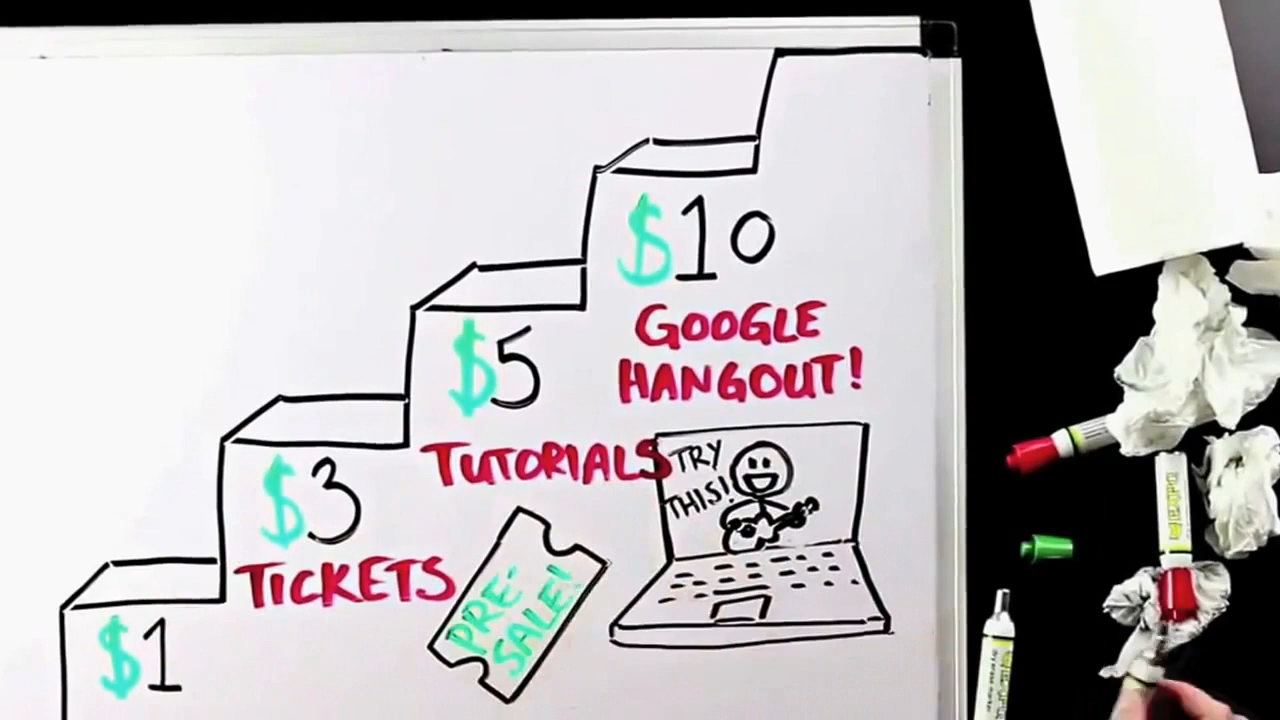 $10
GOOGLE
HANGOUT!
$5
TUTORIALS
TRY
THIS!
$3
TICKETS
PRE-
SALE!
$1